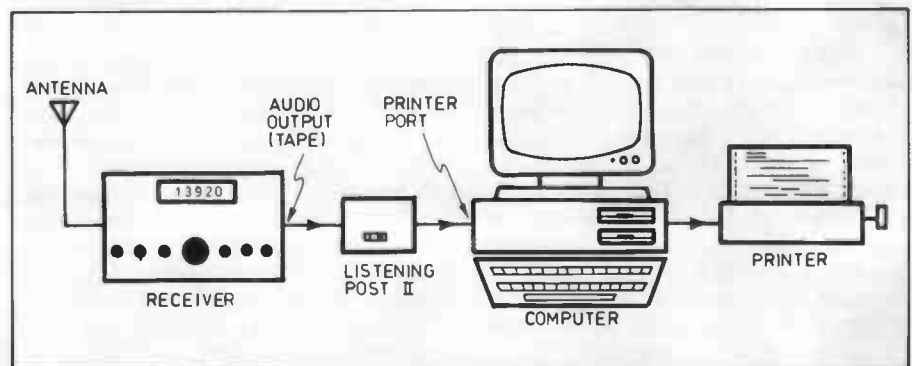 ANTENNA
AUDIO
OUTPUT
(TAPE)
PRINTER
PORT
13920
RECEIVER
LISTENING
POST II
COMPUTER
PRINTER